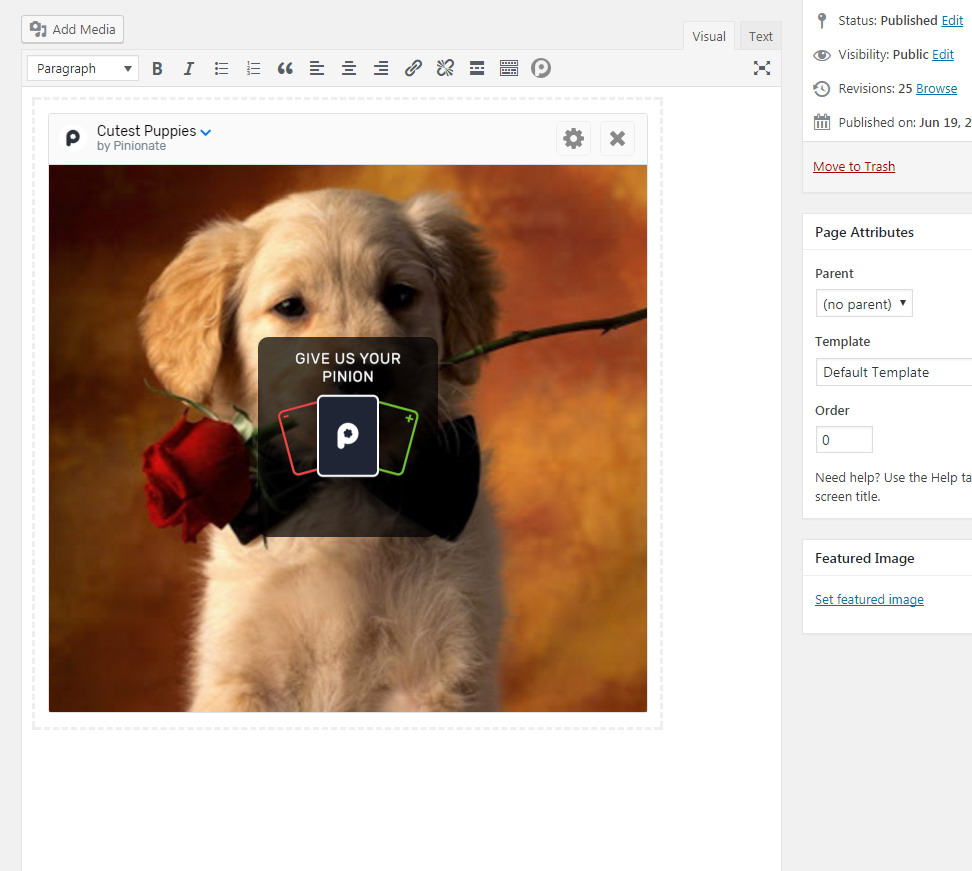 Add Media
Visual
Text
Paragraph
Cutest Puppies
by Pinionate
GIVE US YOUR
PINION
-
+
Status: Published Edit
Visibility: Public Edit
Revisions: 25 Browse
Published on: Jun 19, 2
Move to Trash
Page Attributes
Parent
(no parent)
Template
Default Template
Order
0
Need help? Use the Help ta
screen title.
Featured Image
Set featured image